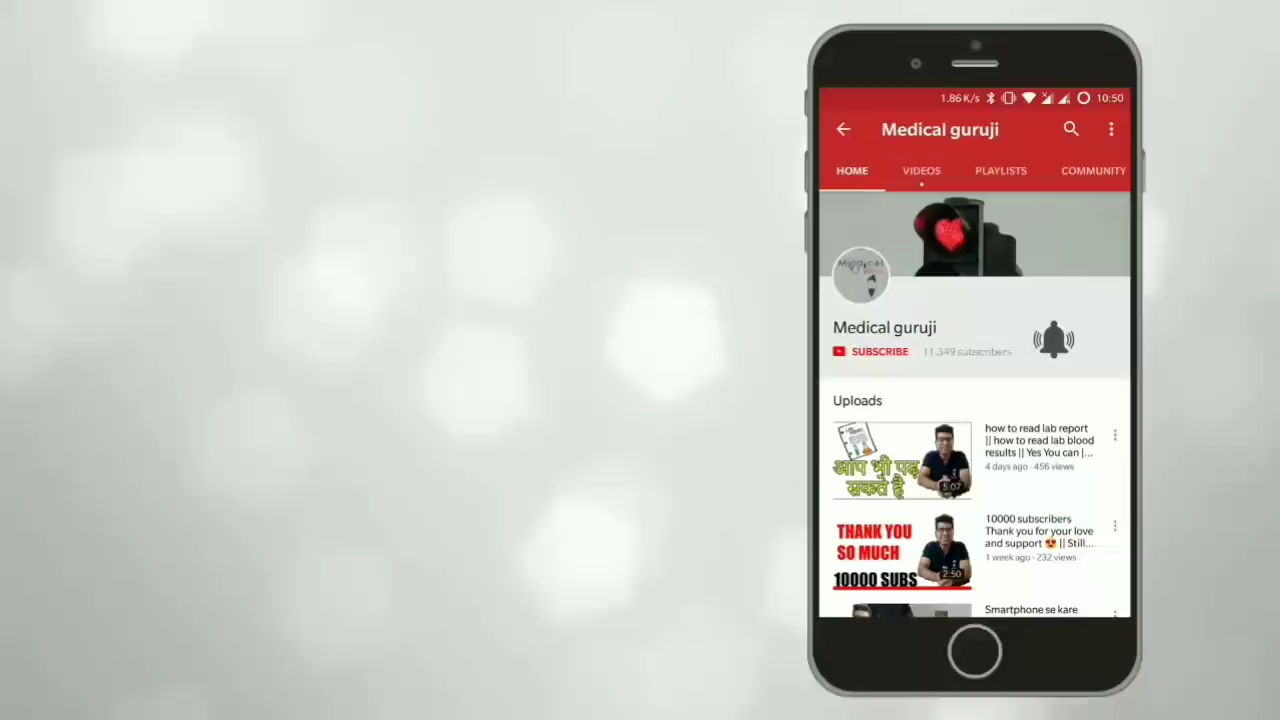 1.86 K/s 10:50
Medical guruji
HOME VIDEOS PLAYLISTS COMMUNITY
Medical guruji
SUBSCRIBE 11,349 subscribers
Uploads
आप भी पढ़
सकते है
5:07
how to read lab report
|| how to read lab blood
results || Yes You can |...
4 days ago · 456 views
THANK YOU
SO MUCH
10000 SUBS
2:50
10000 subscribers
Thank you for your love
and support 😍 || Still...
1 week ago · 232 views
Smartphone se kare